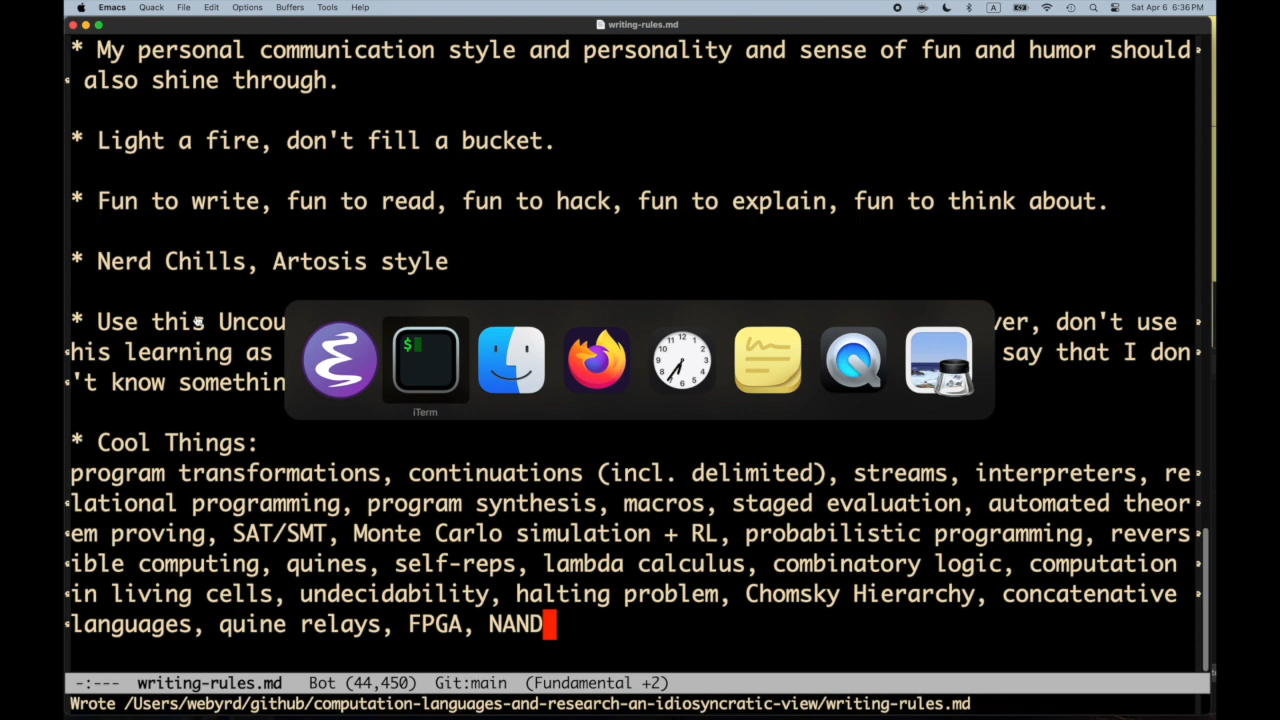 Emacs Quack File Edit Options Buffers Tools Help A Sat Apr 6 6:36 PM
writing-rules.md
* My personal communication style and personality and sense of fun and humor should
also shine through.
* Light a fire, don't fill a bucket.
* Fun to write, fun to read, fun to hack, fun to explain, fun to think about.
* Nerd Chills, Artosis style
* Use this Uncou ver, don't use
his learning as say that I don
't know somethin
iTerm
* Cool Things:
program transformations, continuations (incl. delimited), streams, interpreters, re
lational programming, program synthesis, macros, staged evaluation, automated theor
em proving, SAT/SMT, Monte Carlo simulation + RL, probabilistic programming, revers
ible computing, quines, self-reps, lambda calculus, combinatory logic, computation
in living cells, undecidability, halting problem, Chomsky Hierarchy, concatenative
languages, quine relays, FPGA, NAND
-:--- writing-rules.md Bot (44,450) Git:main (Fundamental +2)
Wrote /Users/webyrd/github/computation-languages-and-research-an-idiosyncratic-view/writing-rules.md